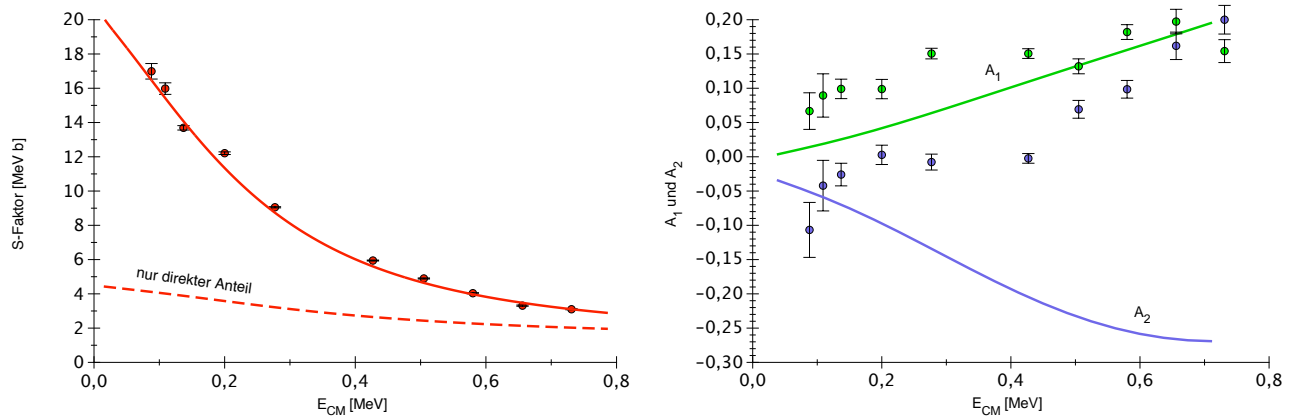 20
18
16
14
12
10
8
6
4
2
0
S-Faktor [MeV b]
nur direkter Anteil
0,0 0,2 0,4 0,6 0,8
E_CM [MeV]
0,20
0,15
0,10
0,05
0,00
−0,05
−0,10
−0,15
−0,20
−0,25
−0,30
A_1 und A_2
A_1
A_2
0,0 0,2 0,4 0,6 0,8
E_CM [MeV]